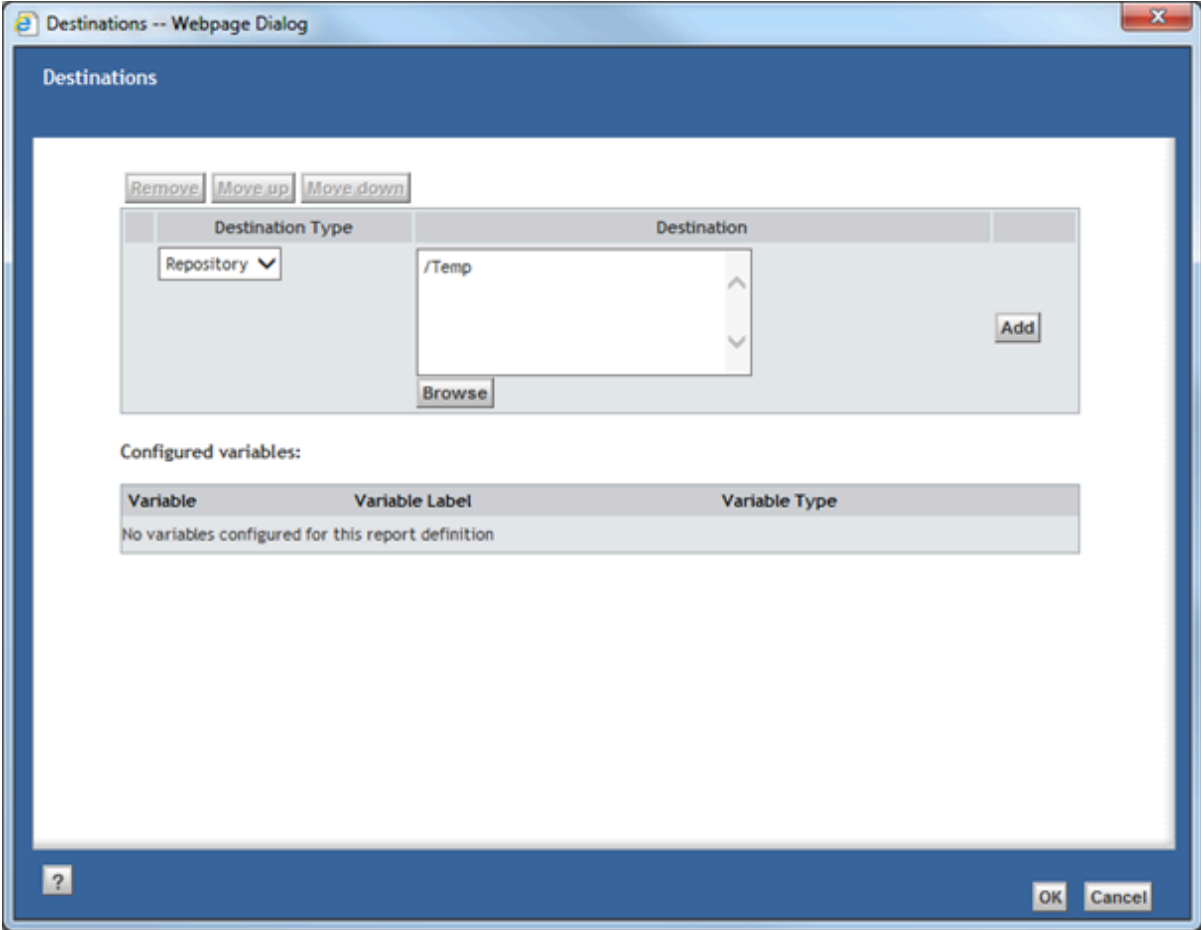 Destinations -- Webpage Dialog
Destinations
Remove Move up Move down
Destination Type Destination
Repository /Temp
Add
Browse
Configured variables:
Variable Variable Label Variable Type
No variables configured for this report definition
?
OK Cancel